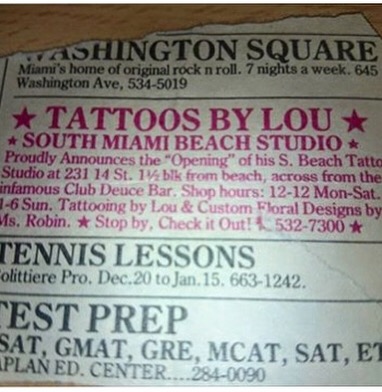 WASHINGTON SQUARE
Miami's home of original rock n roll. 7 nights a week. 645
Washington Ave, 534-5019
★ TATTOOS BY LOU ★
★ SOUTH MIAMI BEACH STUDIO ★
Proudly Announces the "Opening" of his S. Beach Tatto
Studio at 231 14 St. 1½ blk from beach, across from the
infamous Club Deuce Bar. Shop hours: 12-12 Mon-Sat.
1-6 Sun. Tattooing by Lou & Custom Floral Designs by
Ms. Robin. ★ Stop by, Check it Out! 532-7300 ★
TENNIS LESSONS
olittiere Pro. Dec. 20 to Jan. 15. 663-1242.
TEST PREP
SAT, GMAT, GRE, MCAT, SAT, ET
APLAN ED. CENTER....284-0090